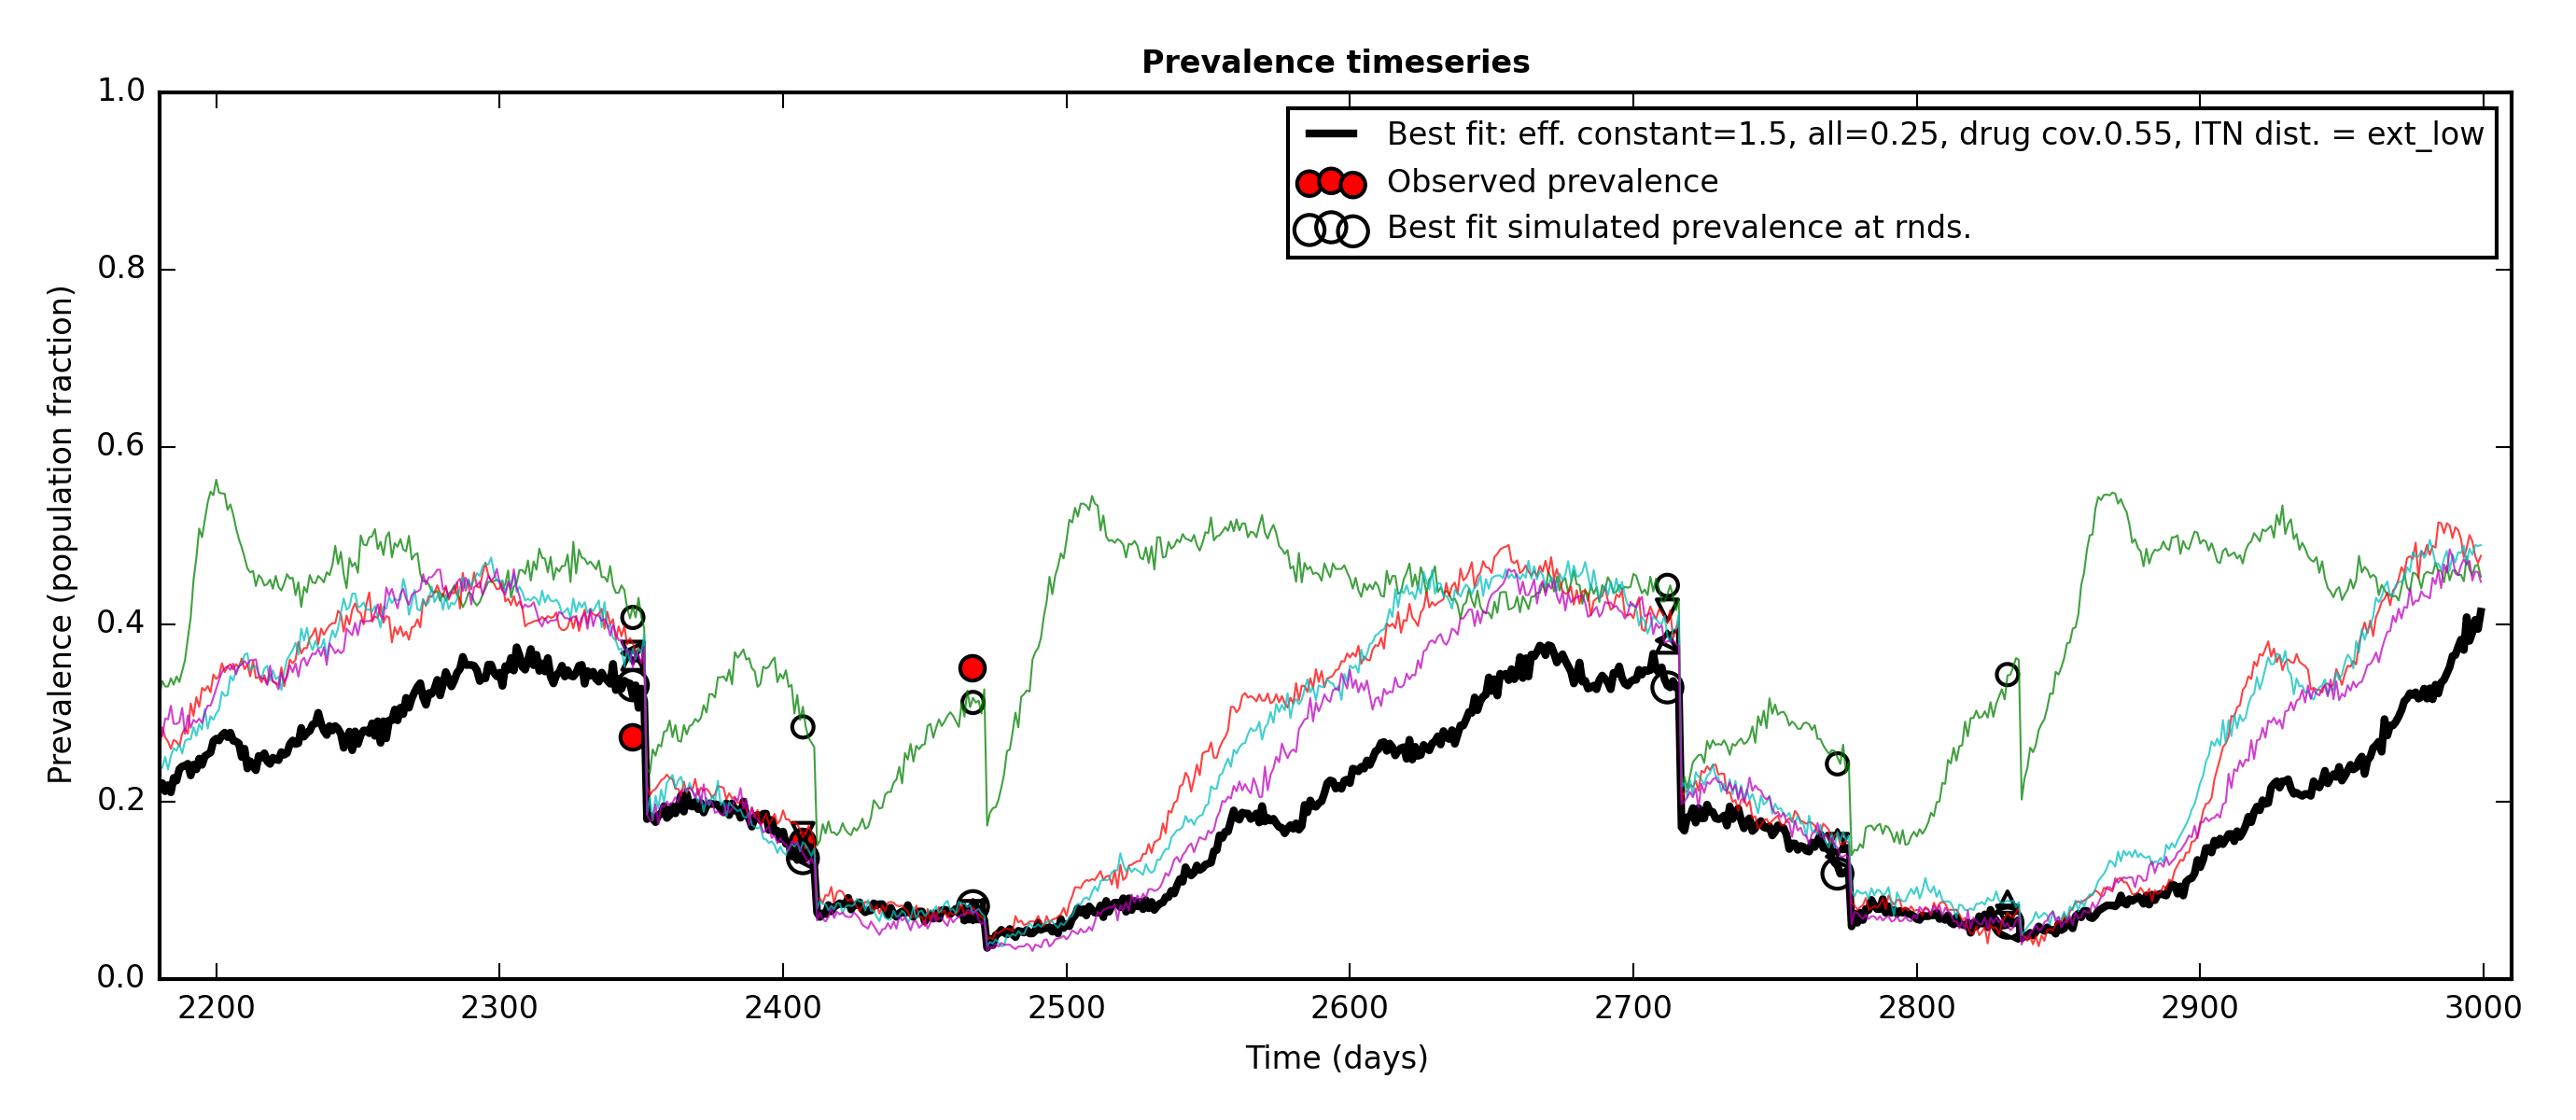 Prevalence timeseries
Best fit: eff. constant=1.5, all=0.25, drug cov.0.55, ITN dist. = ext_low
Observed prevalence
Best fit simulated prevalence at rnds.
Prevalence (population fraction)
1.0
0.8
0.6
0.4
0.2
0.0
2200 2300 2400 2500 2600 2700 2800 2900 3000
Time (days)